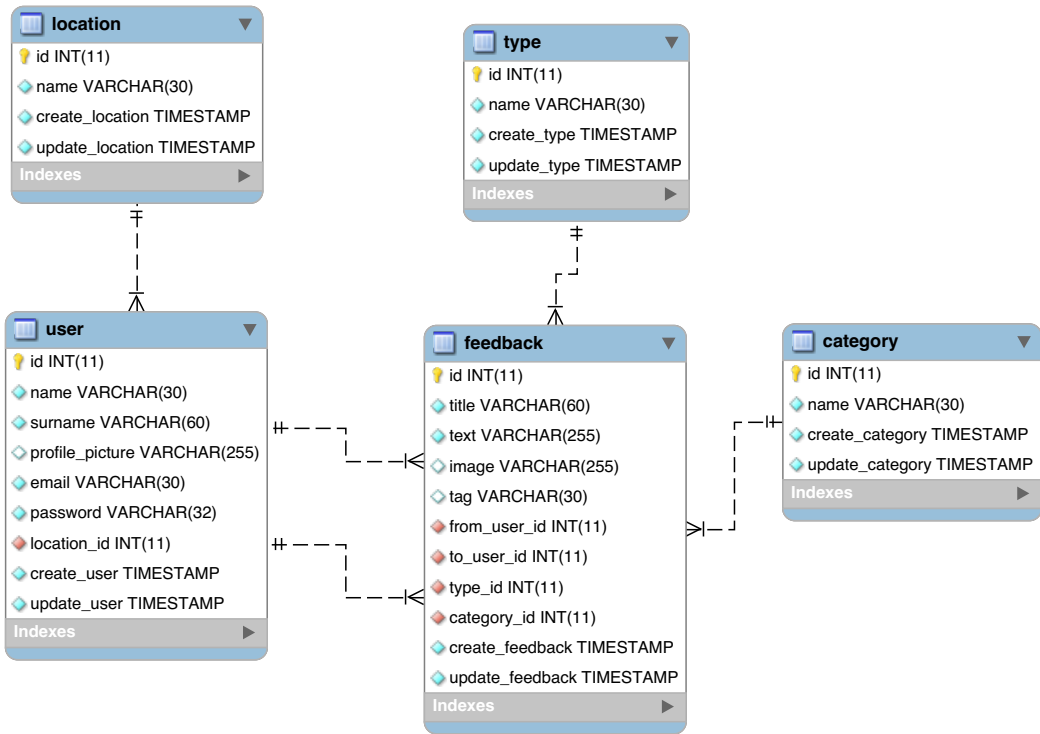 location
id INT(11)
name VARCHAR(30)
create_location TIMESTAMP
update_location TIMESTAMP
Indexes
type
id INT(11)
name VARCHAR(30)
create_type TIMESTAMP
update_type TIMESTAMP
Indexes
user
id INT(11)
name VARCHAR(30)
surname VARCHAR(60)
profile_picture VARCHAR(255)
email VARCHAR(30)
password VARCHAR(32)
location_id INT(11)
create_user TIMESTAMP
update_user TIMESTAMP
Indexes
feedback
id INT(11)
title VARCHAR(60)
text VARCHAR(255)
image VARCHAR(255)
tag VARCHAR(30)
from_user_id INT(11)
to_user_id INT(11)
type_id INT(11)
category_id INT(11)
create_feedback TIMESTAMP
update_feedback TIMESTAMP
Indexes
category
id INT(11)
name VARCHAR(30)
create_category TIMESTAMP
update_category TIMESTAMP
Indexes